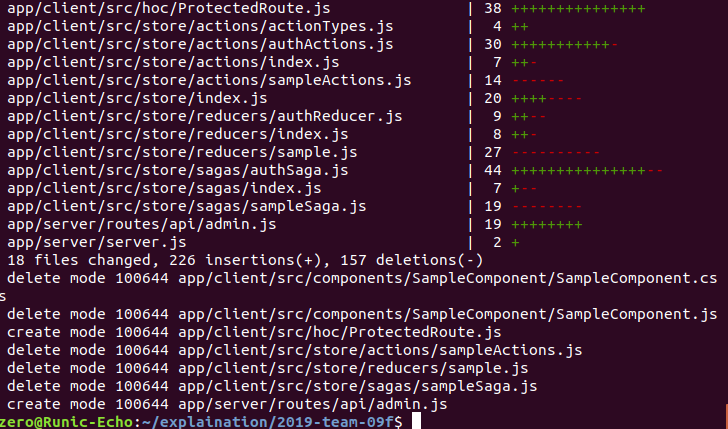 app/client/src/hoc/ProtectedRoute.js | 38 +++++++++++++++
app/client/src/store/actions/actionTypes.js | 4 ++
app/client/src/store/actions/authActions.js | 30 +++++++++++-
app/client/src/store/actions/index.js | 7 ++-
app/client/src/store/actions/sampleActions.js | 14 ------
app/client/src/store/index.js | 20 ++++----
app/client/src/store/reducers/authReducer.js | 9 ++--
app/client/src/store/reducers/index.js | 8 ++-
app/client/src/store/reducers/sample.js | 27 ----------
app/client/src/store/sagas/authSaga.js | 44 +++++++++++++++--
app/client/src/store/sagas/index.js | 7 +--
app/client/src/store/sagas/sampleSaga.js | 19 --------
app/server/routes/api/admin.js | 19 ++++++++
app/server/server.js | 2 +
18 files changed, 226 insertions(+), 157 deletions(-)
delete mode 100644 app/client/src/components/SampleComponent/SampleComponent.cs
s
delete mode 100644 app/client/src/components/SampleComponent/SampleComponent.js
create mode 100644 app/client/src/hoc/ProtectedRoute.js
delete mode 100644 app/client/src/store/actions/sampleActions.js
delete mode 100644 app/client/src/store/reducers/sample.js
delete mode 100644 app/client/src/store/sagas/sampleSaga.js
create mode 100644 app/server/routes/api/admin.js
zero@Runic-Echo:~/explaination/2019-team-09f$